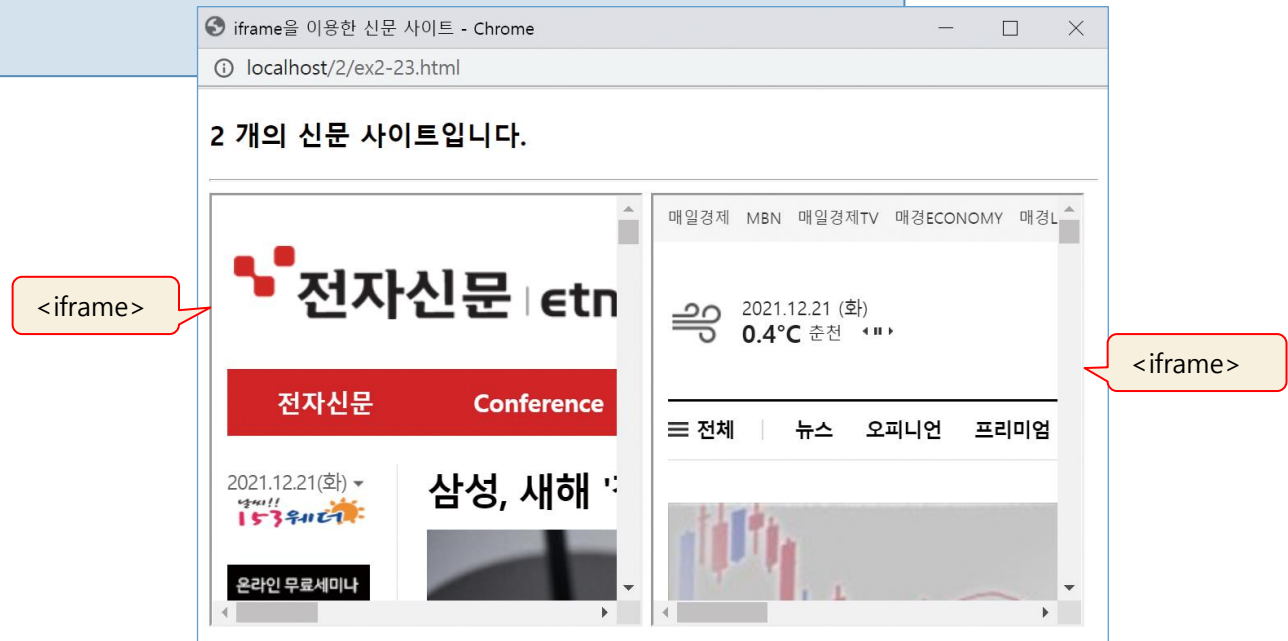 iframe을 이용한 신문 사이트 - Chrome
localhost/2/ex2-23.html
2 개의 신문 사이트입니다.
<iframe>
전자신문 | etn
전자신문 Conference
2021.12.21(화)
날씨!!
153웨더
온라인 무료세미나
삼성, 새해 '
매일경제 MBN 매일경제TV 매경ECONOMY 매경L
2021.12.21 (화)
0.4°C 춘천
전체 뉴스 오피니언 프리미엄
<iframe>